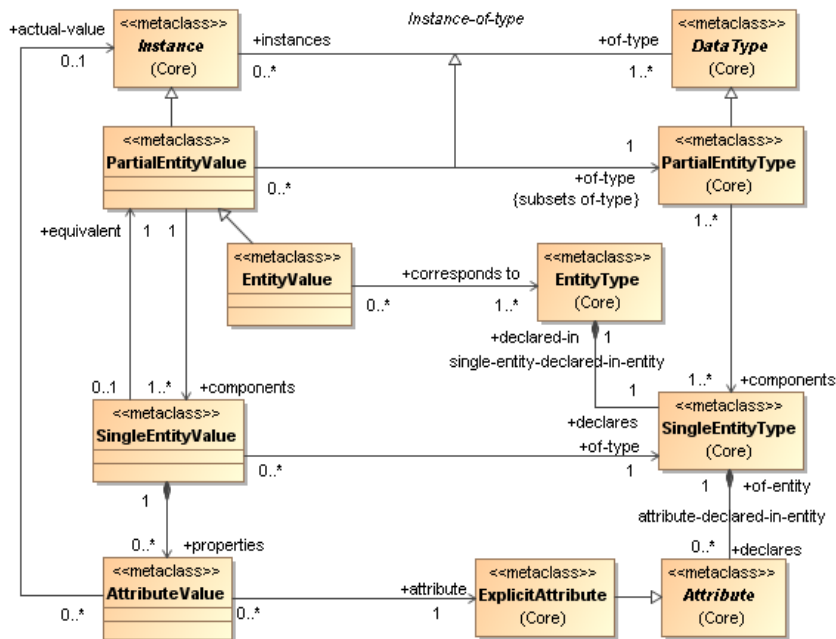 Instance-of-type
<<metaclass>>
Instance
(Core)
<<metaclass>>
DataType
(Core)
+actual-value
0..1
+instances
0..*
+of-type
1..*
<<metaclass>>
PartialEntityValue
<<metaclass>>
PartialEntityType
(Core)
0..*
1
+of-type
{subsets of-type}
+equivalent
1
1
1..*
<<metaclass>>
EntityValue
<<metaclass>>
EntityType
(Core)
+corresponds to
0..*
1..*
+declared-in
1
single-entity-declared-in-entity
0..1
1..*
+components
1
1..*
+components
<<metaclass>>
SingleEntityValue
<<metaclass>>
SingleEntityType
(Core)
+declares
+of-type
0..*
1
1
1
+of-entity
attribute-declared-in-entity
0..*
+properties
0..*
+declares
<<metaclass>>
AttributeValue
<<metaclass>>
ExplicitAttribute
(Core)
<<metaclass>>
Attribute
(Core)
+attribute
0..*
0..*
1